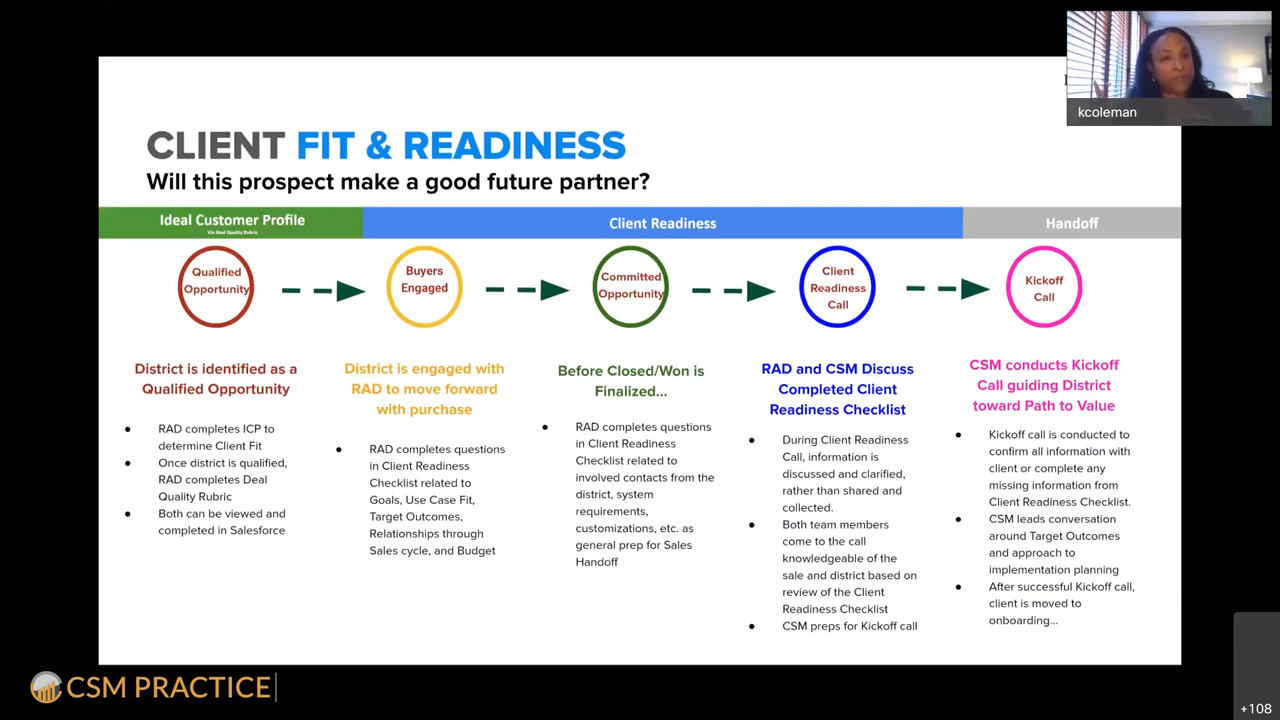 kcoleman
CLIENT FIT & READINESS
Will this prospect make a good future partner?
Ideal Customer Profile
Via Deal Quality Rubric
Client Readiness
Handoff
Qualified
Opportunity
Buyers
Engaged
Committed
Opportunity
Client
Readiness
Call
Kickoff
Call
District is identified as a
Qualified Opportunity
• RAD completes ICP to
determine Client Fit
• Once district is qualified,
RAD completes Deal
Quality Rubric
• Both can be viewed and
completed in Salesforce
District is engaged with
RAD to move forward
with purchase
• RAD completes questions
in Client Readiness
Checklist related to
Goals, Use Case Fit,
Target Outcomes,
Relationships through
Sales cycle, and Budget
Before Closed/Won is
Finalized...
• RAD completes questions
in Client Readiness
Checklist related to
involved contacts from the
district, system
requirements,
customizations, etc. as
general prep for Sales
Handoff
RAD and CSM Discuss
Completed Client
Readiness Checklist
• During Client Readiness
Call, information is
discussed and clarified,
rather than shared and
collected.
• Both team members
come to the call
knowledgeable of the
sale and district based on
review of the Client
Readiness Checklist
• CSM preps for Kickoff call
CSM conducts Kickoff
Call guiding District
toward Path to Value
• Kickoff call is conducted to
confirm all information with
client or complete any
missing information from
Client Readiness Checklist.
• CSM leads conversation
around Target Outcomes
and approach to
implementation planning
• After successful Kickoff call,
client is moved to
onboarding...
CSM PRACTICE
+108